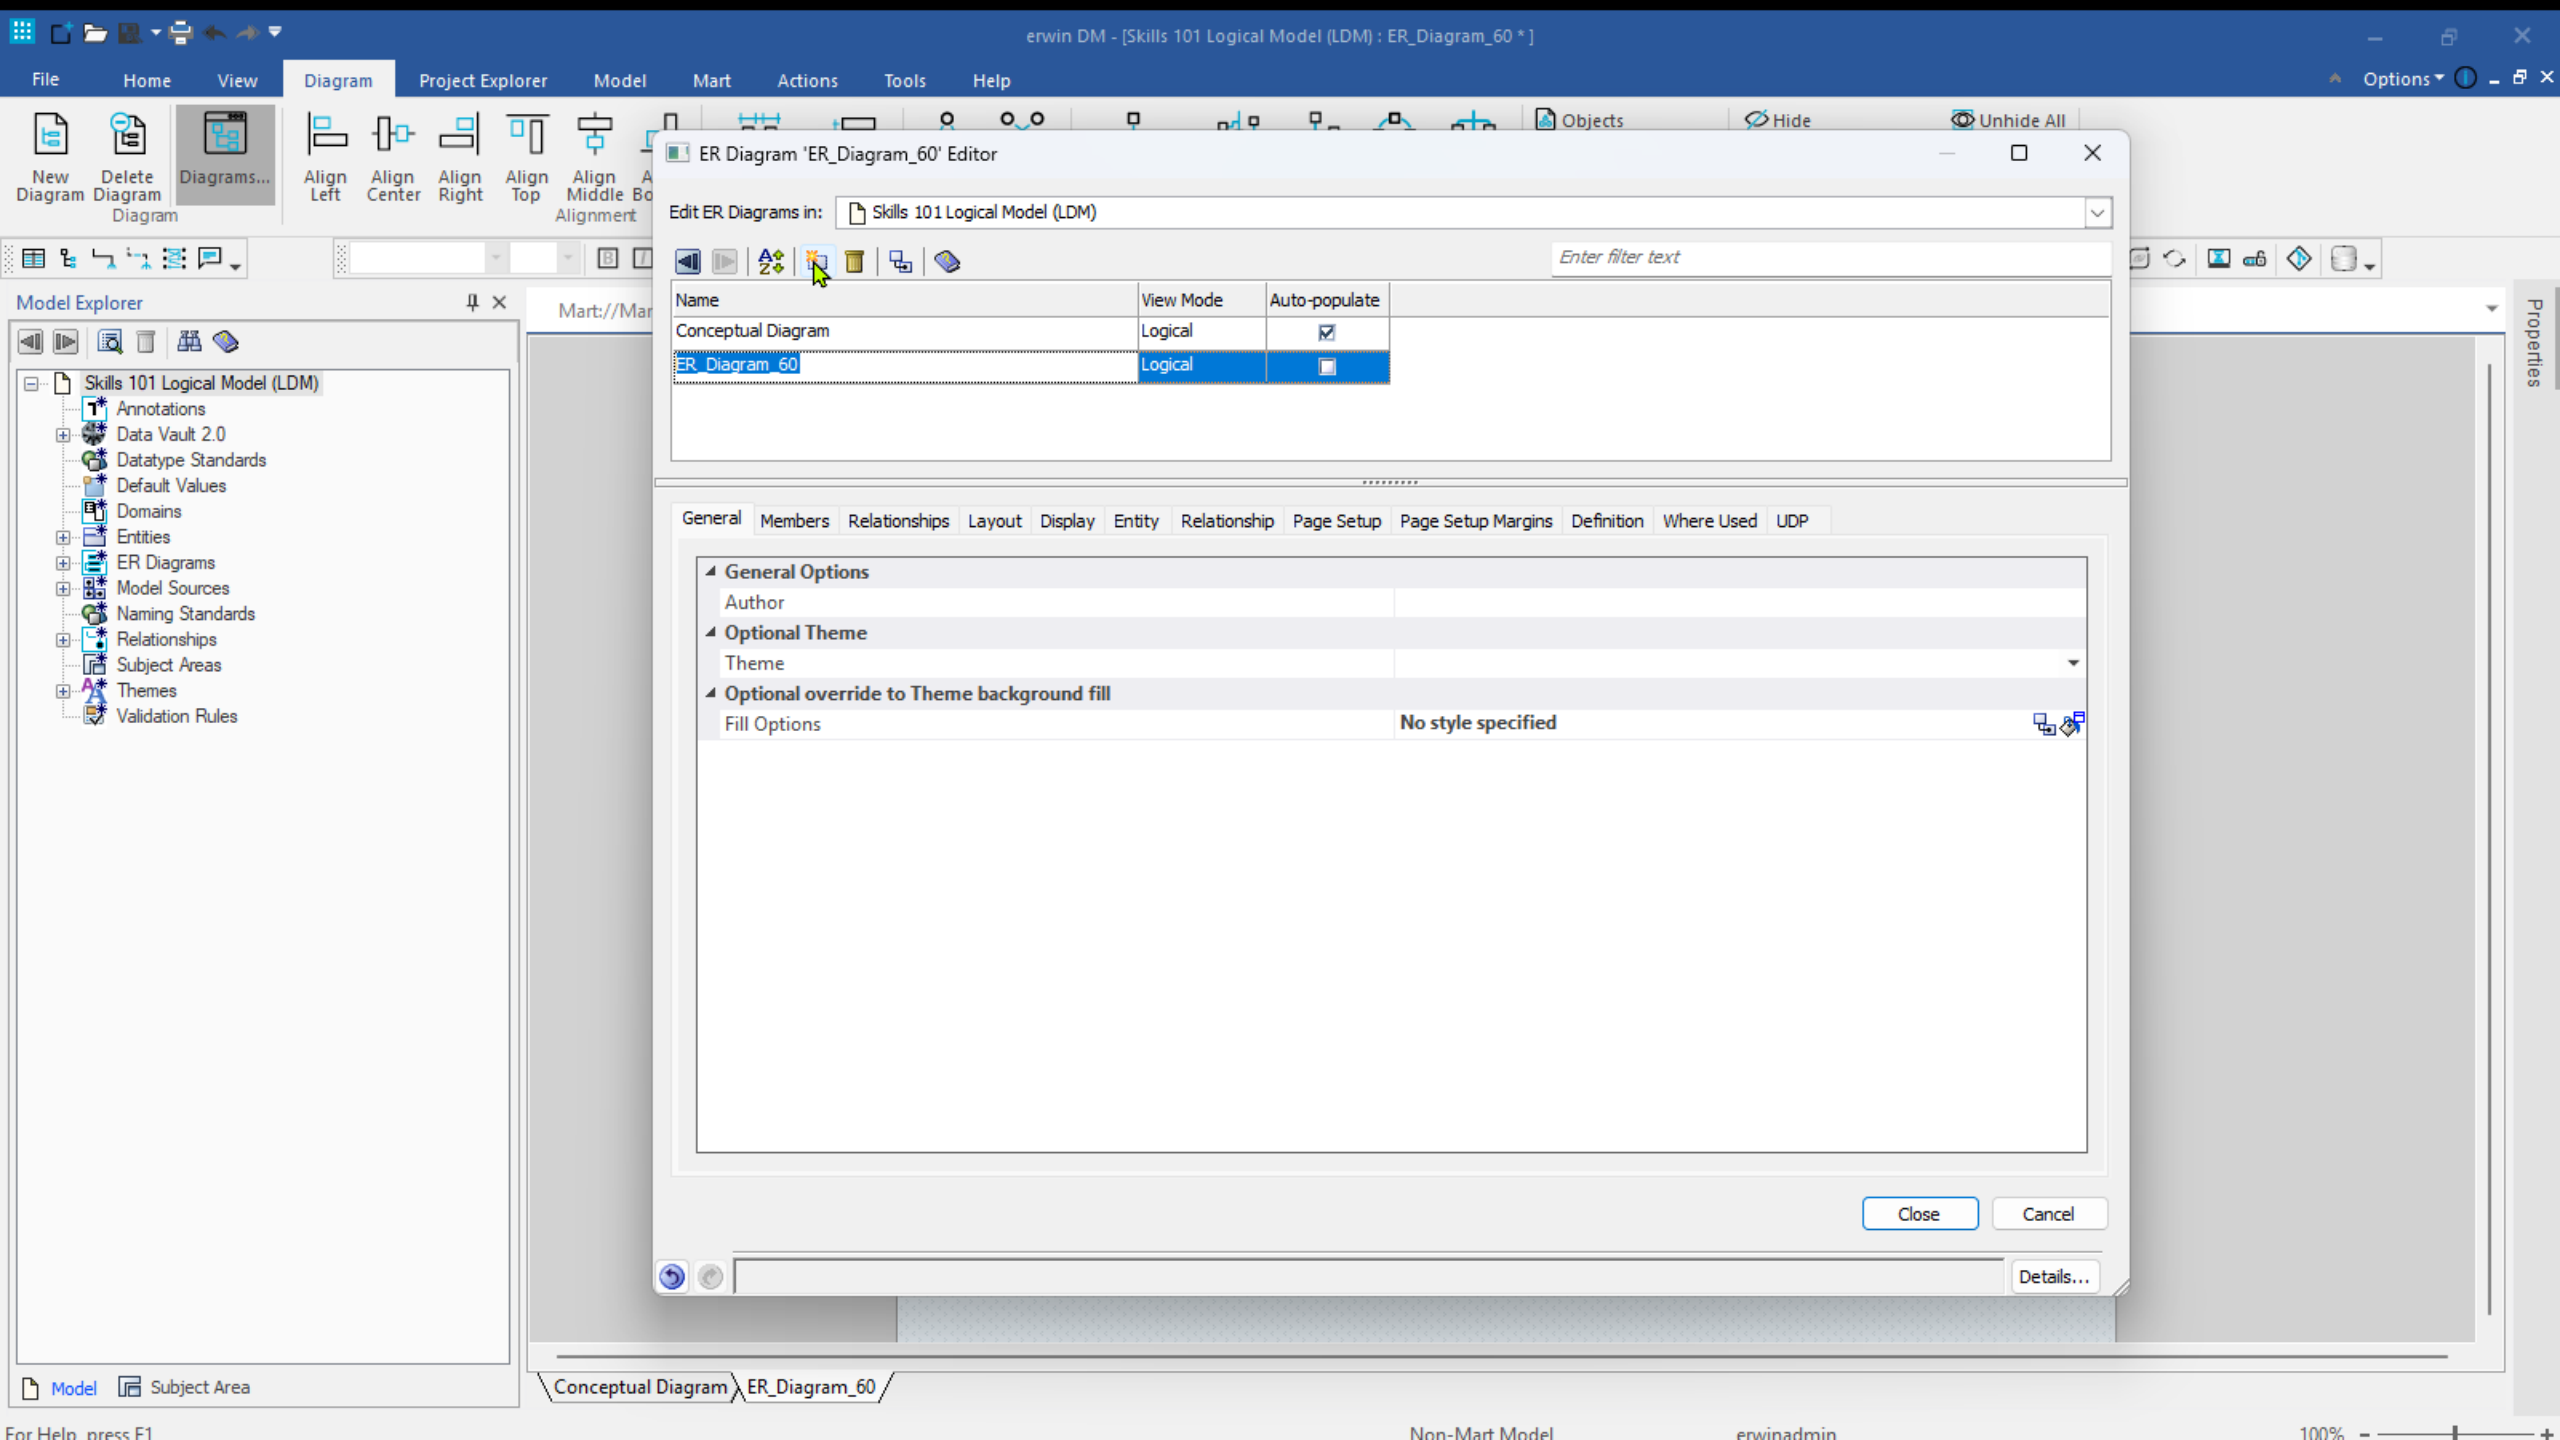 erwin DM - [Skills 101 Logical Model (LDM) : ER_Diagram_60 * ]
File Home View Diagram Project Explorer Model Mart Actions Tools Help Options
New Diagram
Delete Diagram
Diagrams...
Align Left
Align Center
Align Right
Align Top
Align Middle
Objects
Hide
Unhide All
Diagram
Alignment
ER Diagram 'ER_Diagram_60' Editor
Edit ER Diagrams in: Skills 101 Logical Model (LDM)
Enter filter text
Name View Mode Auto-populate
Conceptual Diagram Logical
ER_Diagram_60 Logical
General Members Relationships Layout Display Entity Relationship Page Setup Page Setup Margins Definition Where Used UDP
General Options
Author
Optional Theme
Theme
Optional override to Theme background fill
Fill Options No style specified
Close Cancel
Details...
Model Explorer
Mart://Mar
Properties
Skills 101 Logical Model (LDM)
Annotations
Data Vault 2.0
Datatype Standards
Default Values
Domains
Entities
ER Diagrams
Model Sources
Naming Standards
Relationships
Subject Areas
Themes
Validation Rules
Model Subject Area
Conceptual Diagram ER_Diagram_60
For Help, press F1 Non-Mart Model erwinadmin 100%